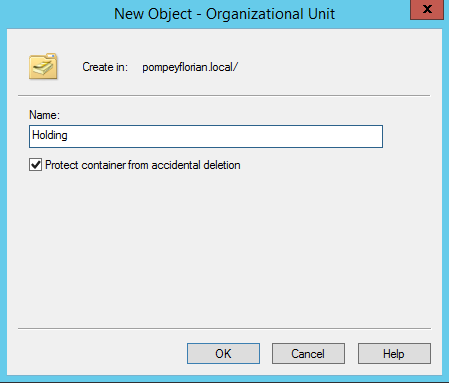 New Object - Organizational Unit
x
Create in: pompeyflorian.local/
Name:
Holding
Protect container from accidental deletion
OK Cancel Help